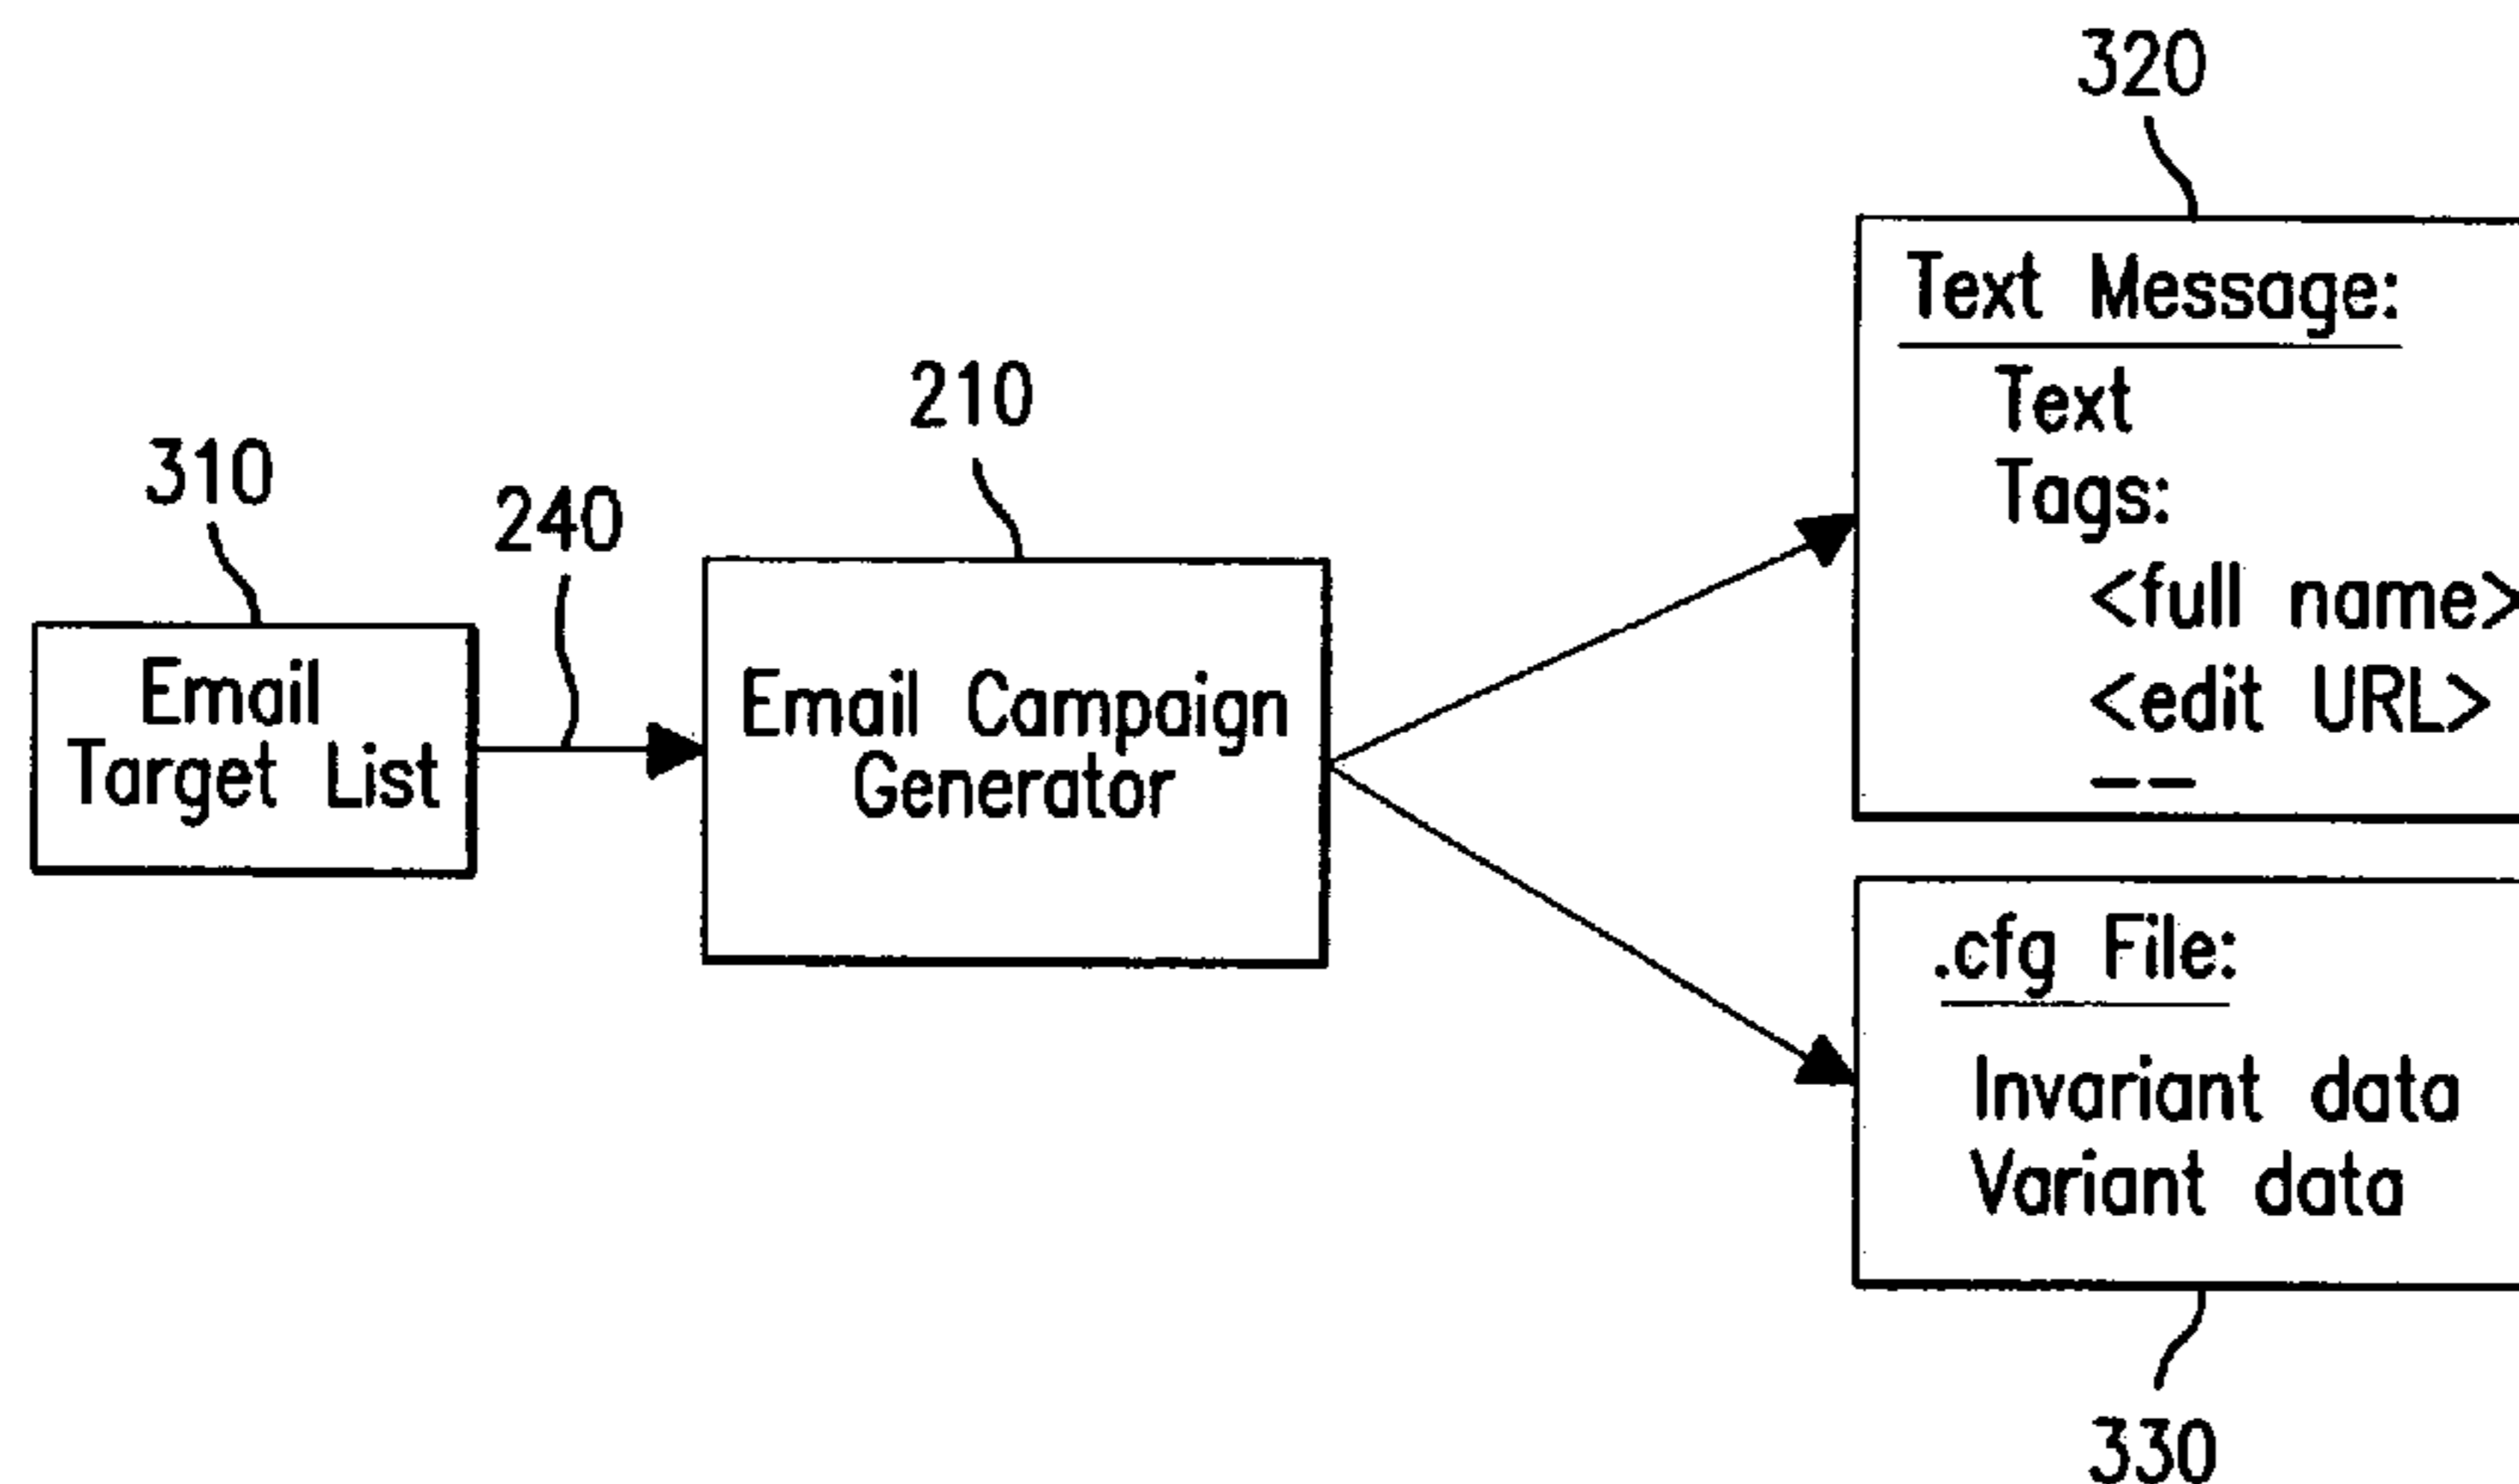 310
Email
Target List
240
210
Email Campaign
Generator
320
Text Message:
Text
Tags:
<full name>
<edit URL>
--
.cfg File:
Invariant data
Variant data
330